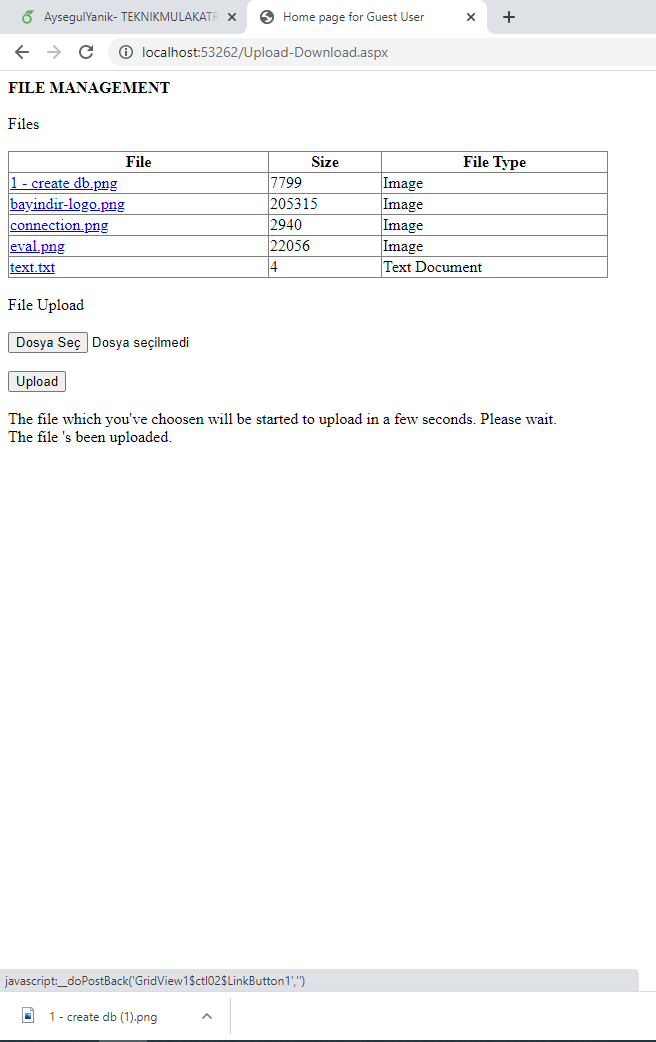 AysegulYanik- TEKNIKMULAKATR
Home page for Guest User
localhost:53262/Upload-Download.aspx
FILE MANAGEMENT
Files
File Size File Type
1 - create db.png 7799 Image
bayindir-logo.png 205315 Image
connection.png 2940 Image
eval.png 22056 Image
text.txt 4 Text Document
File Upload
Dosya Seç Dosya seçilmedi
Upload
The file which you've choosen will be started to upload in a few seconds. Please wait.
The file 's been uploaded.
javascript:__doPostBack('GridView1$ctl02$LinkButton1','')
1 - create db (1).png